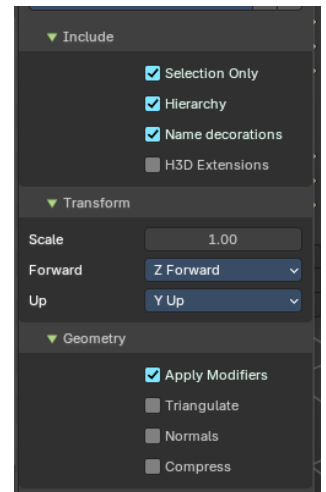 Include
Selection Only
Hierarchy
Name decorations
H3D Extensions
Transform
Scale 1.00
Forward Z Forward
Up Y Up
Geometry
Apply Modifiers
Triangulate
Normals
Compress